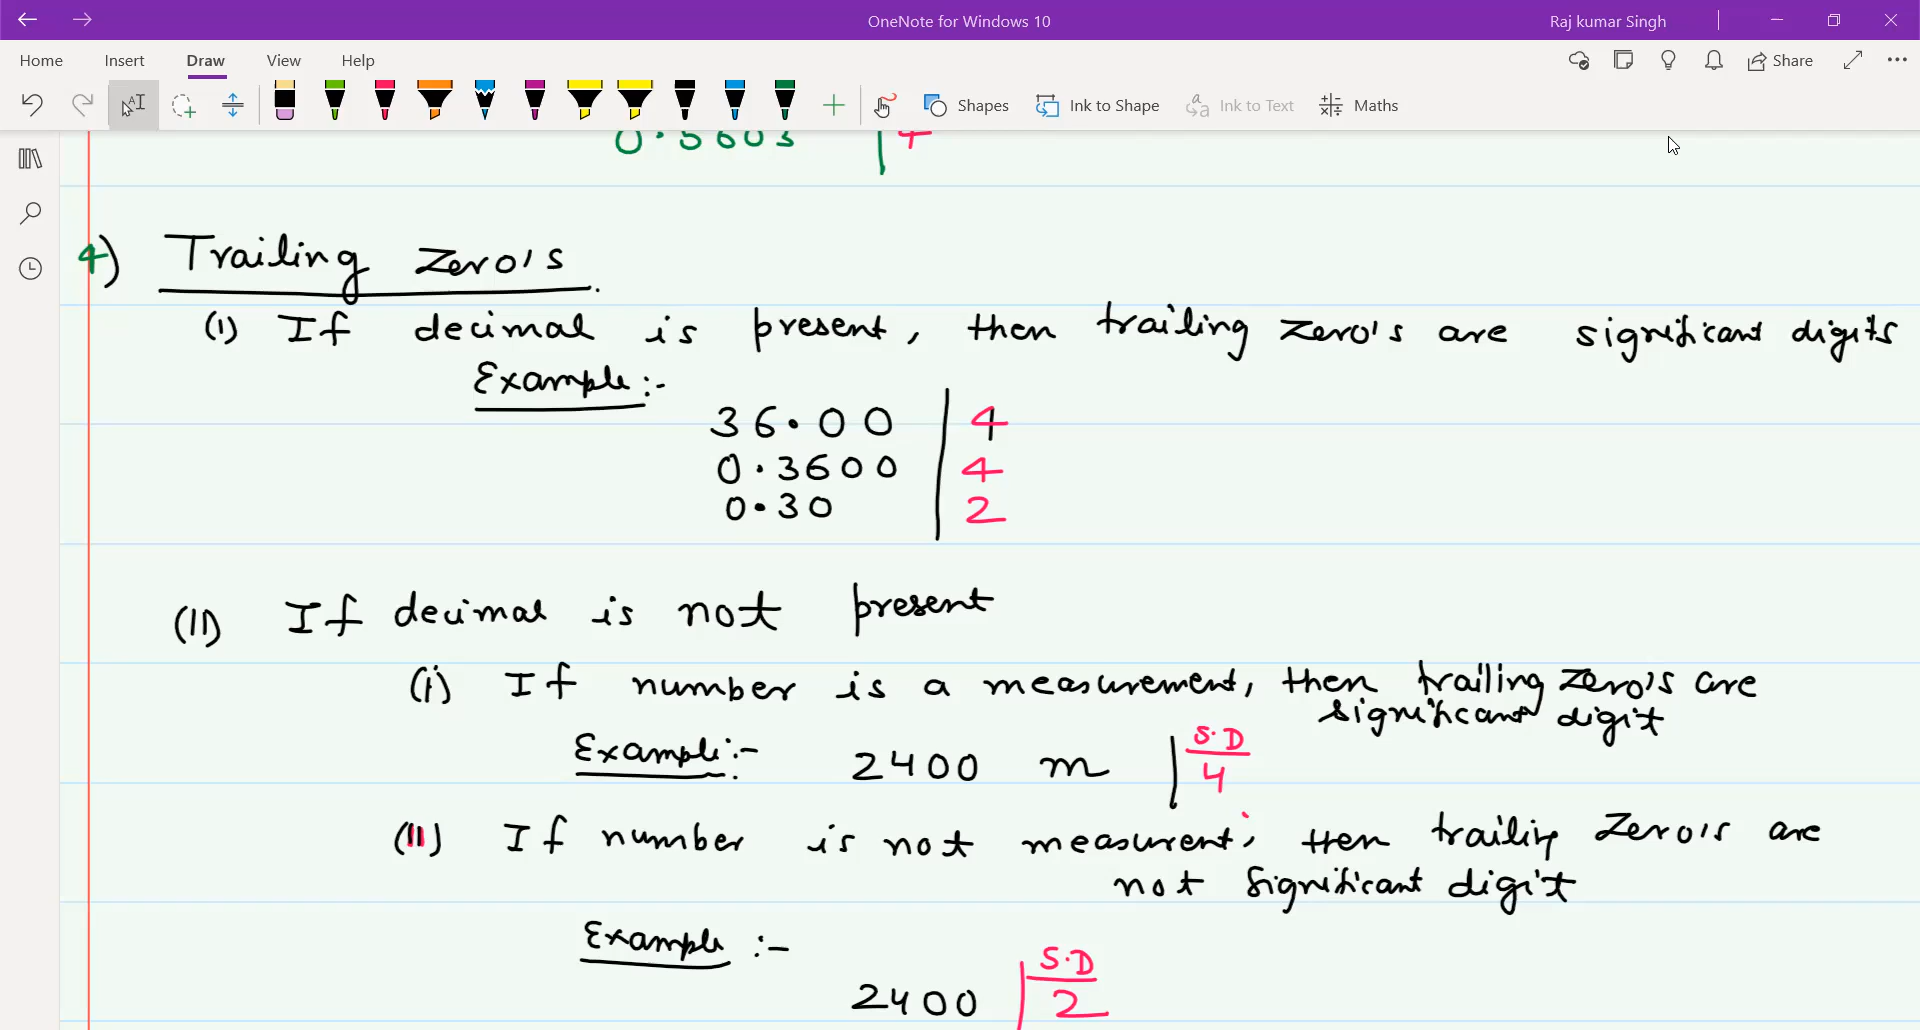 OneNote for Windows 10
Raj kumar Singh
Home Insert Draw View Help
Share
Shapes Ink to Shape Ink to Text Maths
0.5603 | 4
4) Trailing Zero's
(i) If decimal is present, then trailing zero's are significant digits
Example:-
36.00 | 4
0.3600 | 4
0.30 | 2
(II) If decimal is not present
(i) If number is a measurement, then trailing zero's are
significant digit
Example:-
2400 m | S.D
4
(II) If number is not measurent, then trailing zero's are
not significant digit
Example :-
2400 | S.D
2